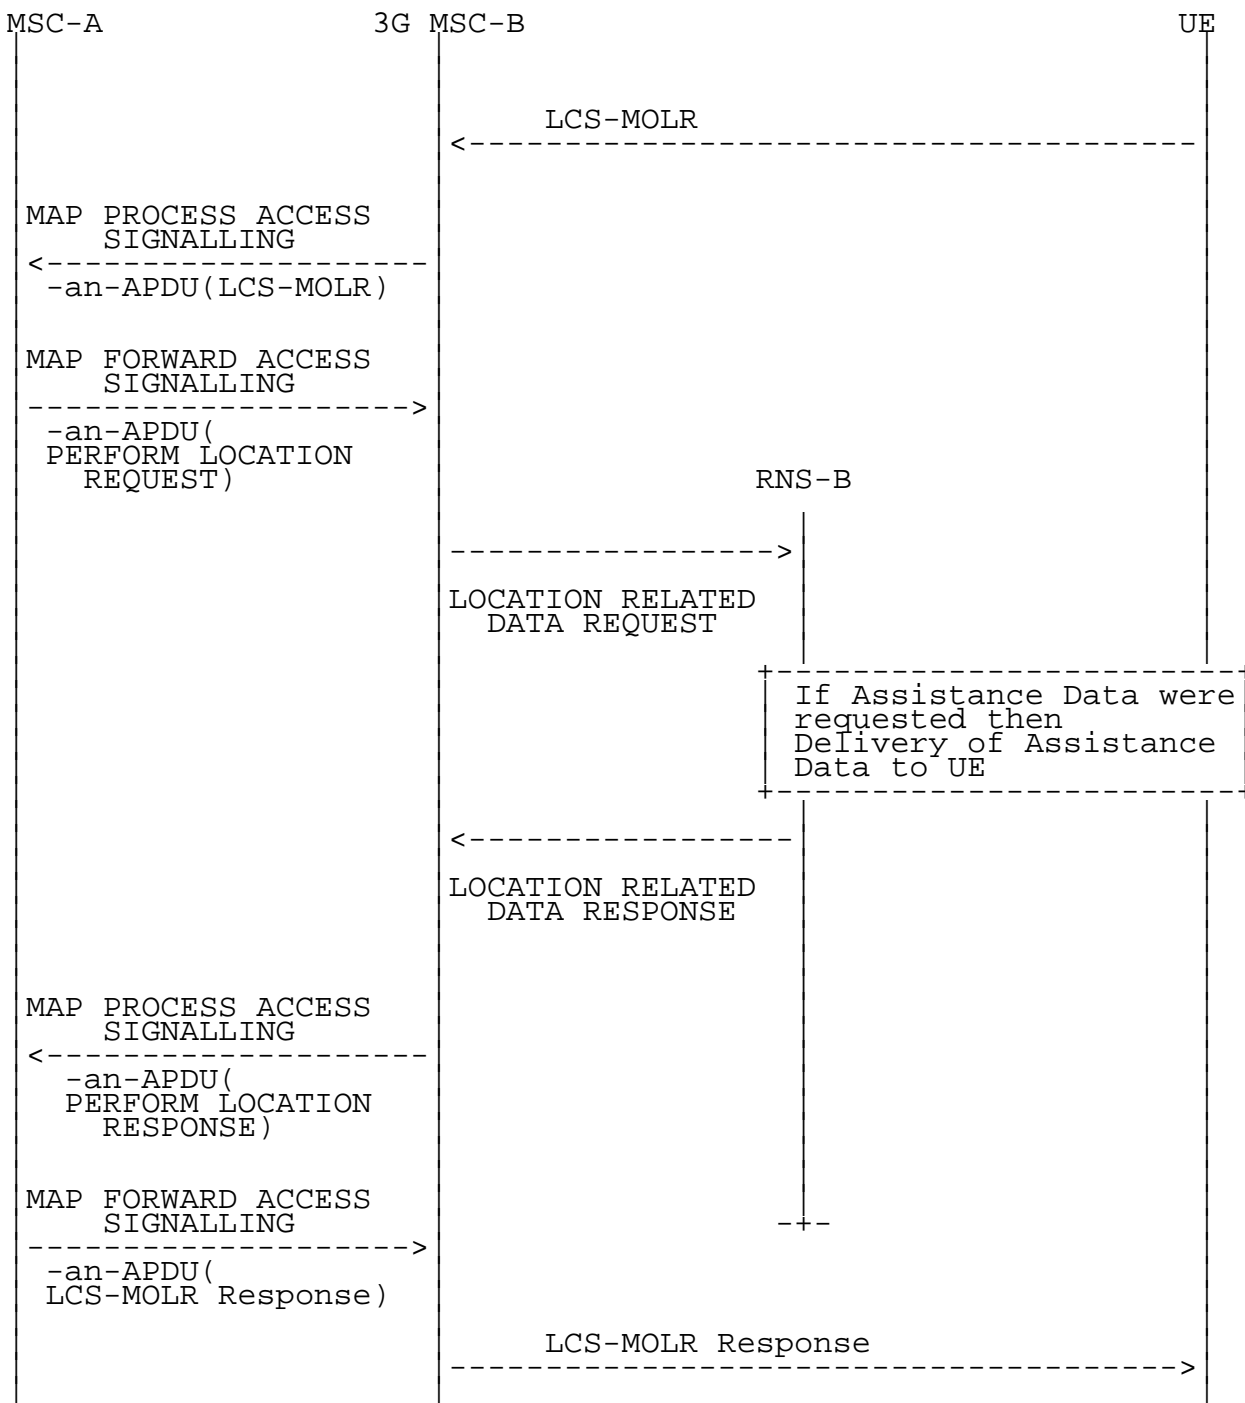 MSC-A 3G MSC-B UE
LCS-MOLR
MAP PROCESS ACCESS
SIGNALLING
-an-APDU(LCS-MOLR)
MAP FORWARD ACCESS
SIGNALLING
-an-APDU(
PERFORM LOCATION
REQUEST)
RNS-B
LOCATION RELATED
DATA REQUEST
If Assistance Data were
requested then
Delivery of Assistance
Data to UE
LOCATION RELATED
DATA RESPONSE
MAP PROCESS ACCESS
SIGNALLING
-an-APDU(
PERFORM LOCATION
RESPONSE)
MAP FORWARD ACCESS
SIGNALLING
-an-APDU(
LCS-MOLR Response)
LCS-MOLR Response